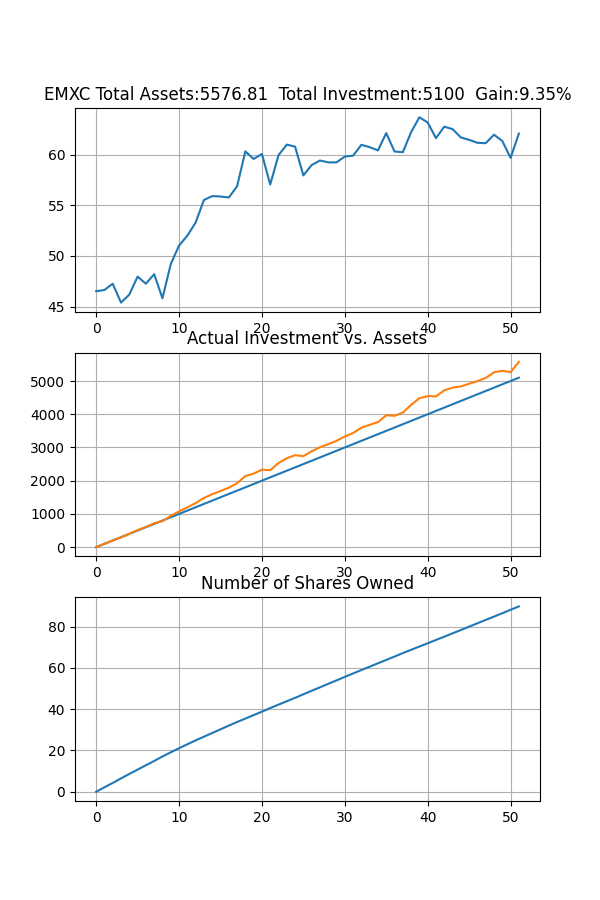 EMXC Total Assets:5576.81  Total Investment:5100  Gain:9.35%
60
55
50
45
0 10 20 30 40 50
Actual Investment vs. Assets
5000
4000
3000
2000
1000
0
0 10 20 30 40 50
Number of Shares Owned
80
60
40
20
0
0 10 20 30 40 50